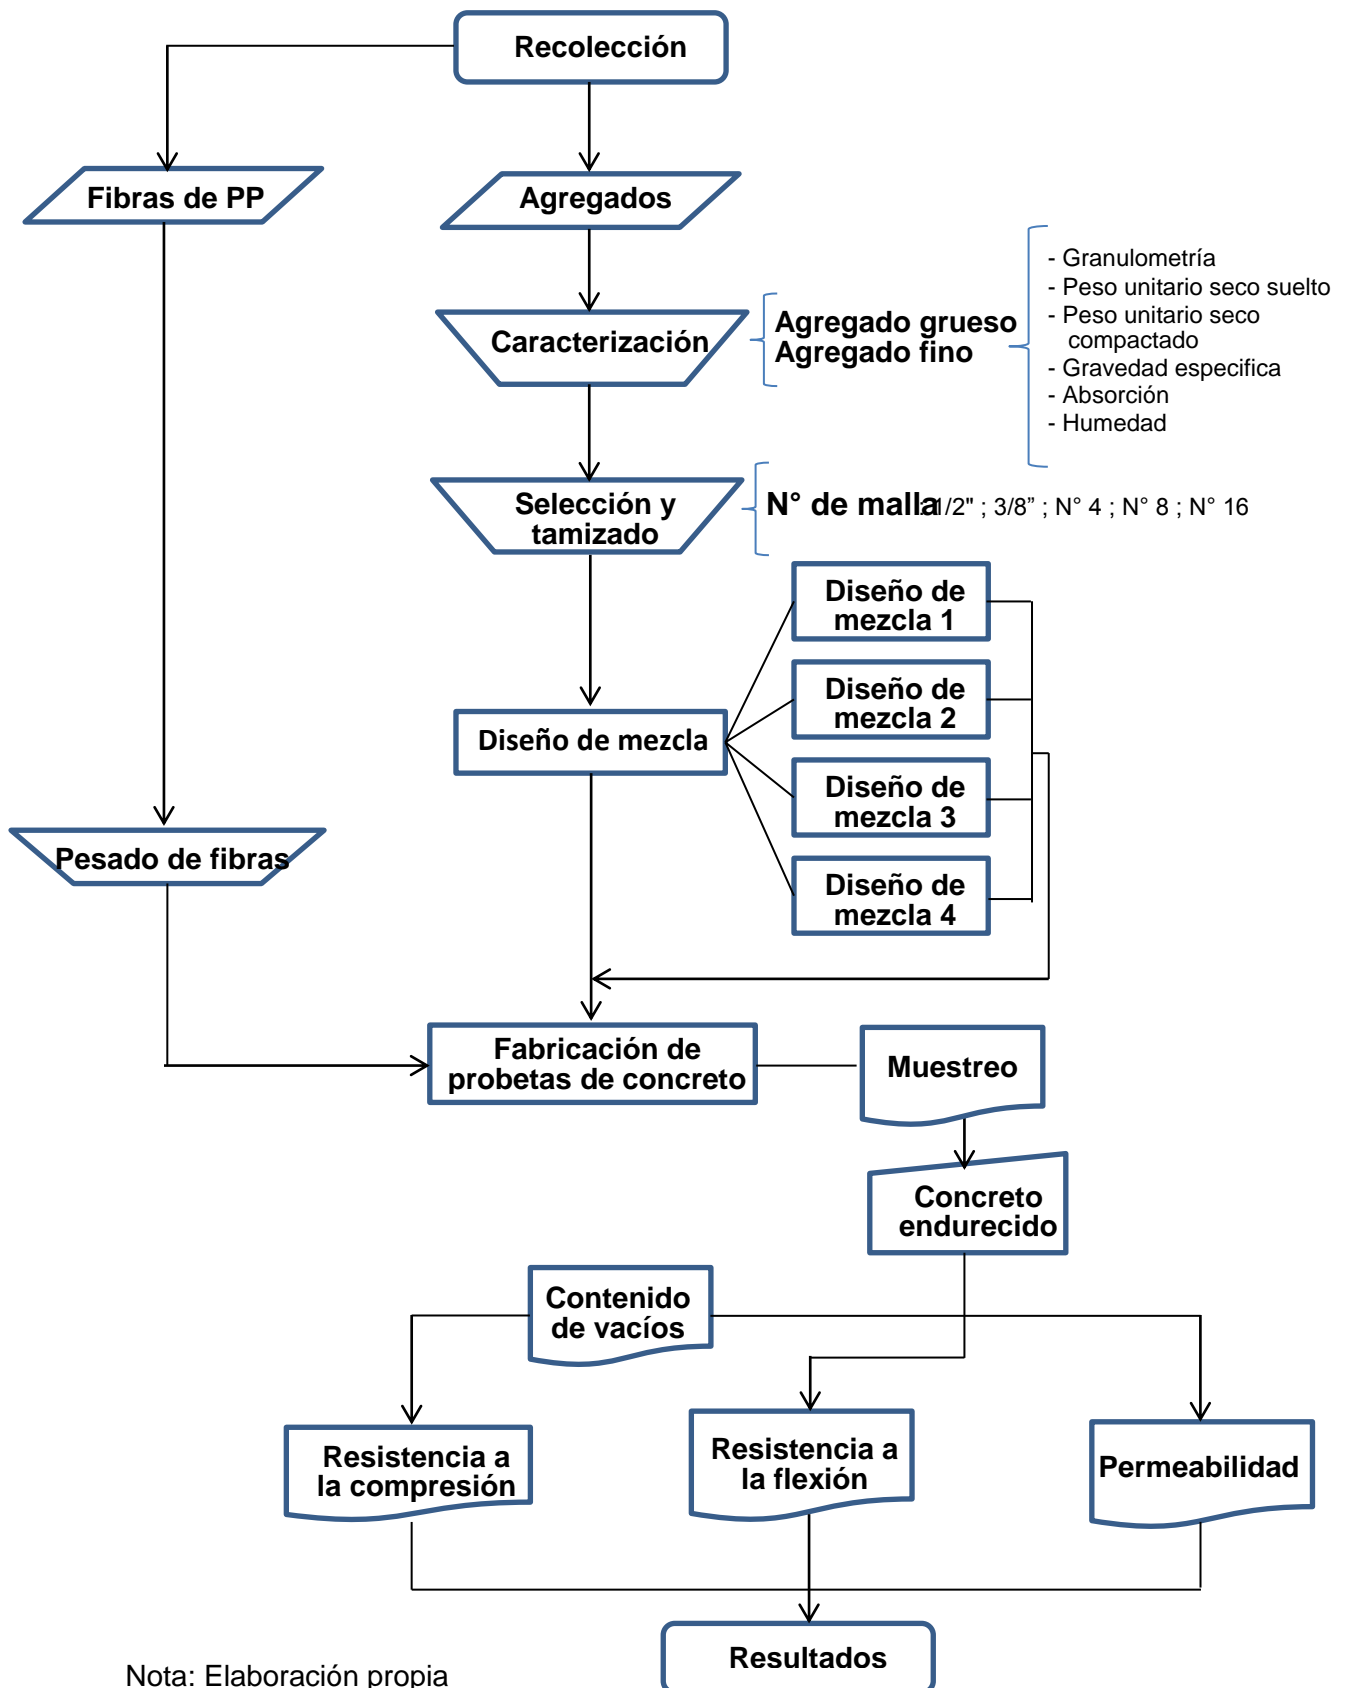 Recolección
Fibras de PP
Agregados
Caracterización
Agregado grueso
Agregado fino
- Granulometría
- Peso unitario seco suelto
- Peso unitario seco
compactado
- Gravedad especifica
- Absorción
- Humedad
Selección y
tamizado
N° de malla: 1/2" ; 3/8” ; N° 4 ; N° 8 ; N° 16
Diseño de
mezcla 1
Diseño de
mezcla 2
Diseño de mezcla
Diseño de
mezcla 3
Pesado de fibras
Diseño de
mezcla 4
Fabricación de
probetas de concreto
Muestreo
Concreto
endurecido
Contenido
de vacíos
Resistencia a
la compresión
Resistencia a
la flexión
Permeabilidad
Resultados
Nota: Elaboración propia